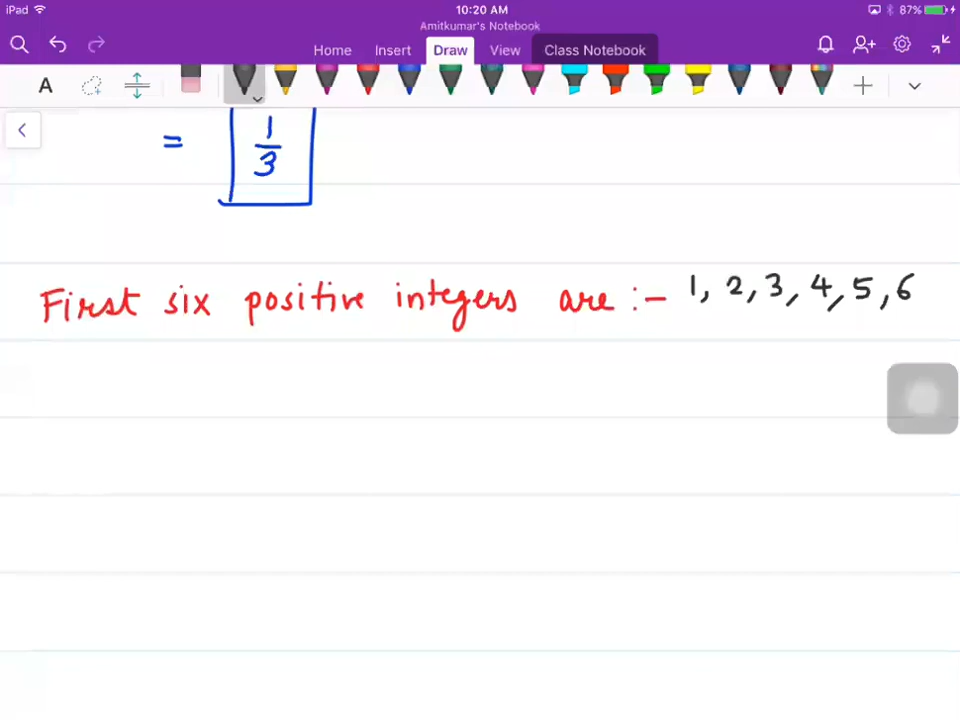 iPad 10:20 AM 87%
Amitkumar's Notebook
Home Insert Draw View Class Notebook
A
= 1/3
First six positive integers are :- 1, 2, 3, 4, 5, 6